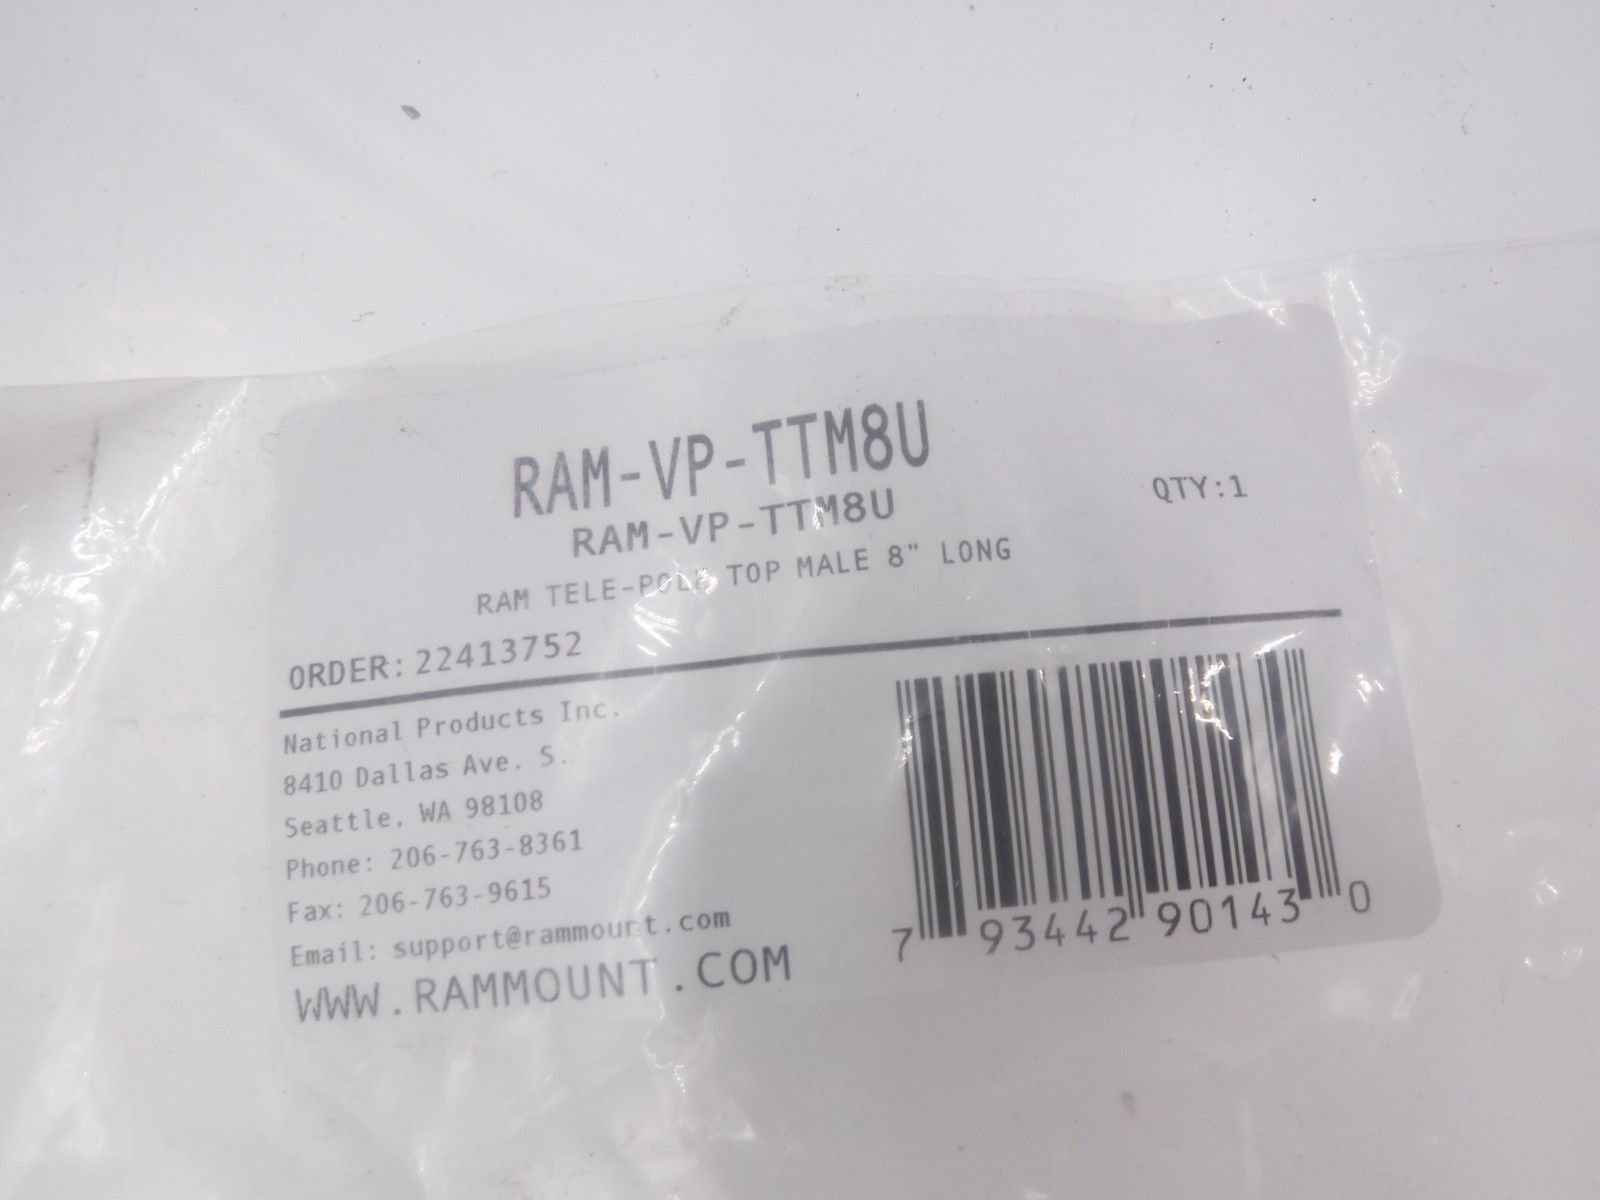 RAM-VP-TTM8U
RAM-VP-TTM8U
QTY:1
RAM TELE-POLE TOP MALE 8" LONG
ORDER: 22413752
National Products Inc.
8410 Dallas Ave. S.
Seattle, WA 98108
Phone: 206-763-8361
Fax: 206-763-9615
Email: support@rammount.com
WWW.RAMMOUNT.COM
7 93442 90143 0